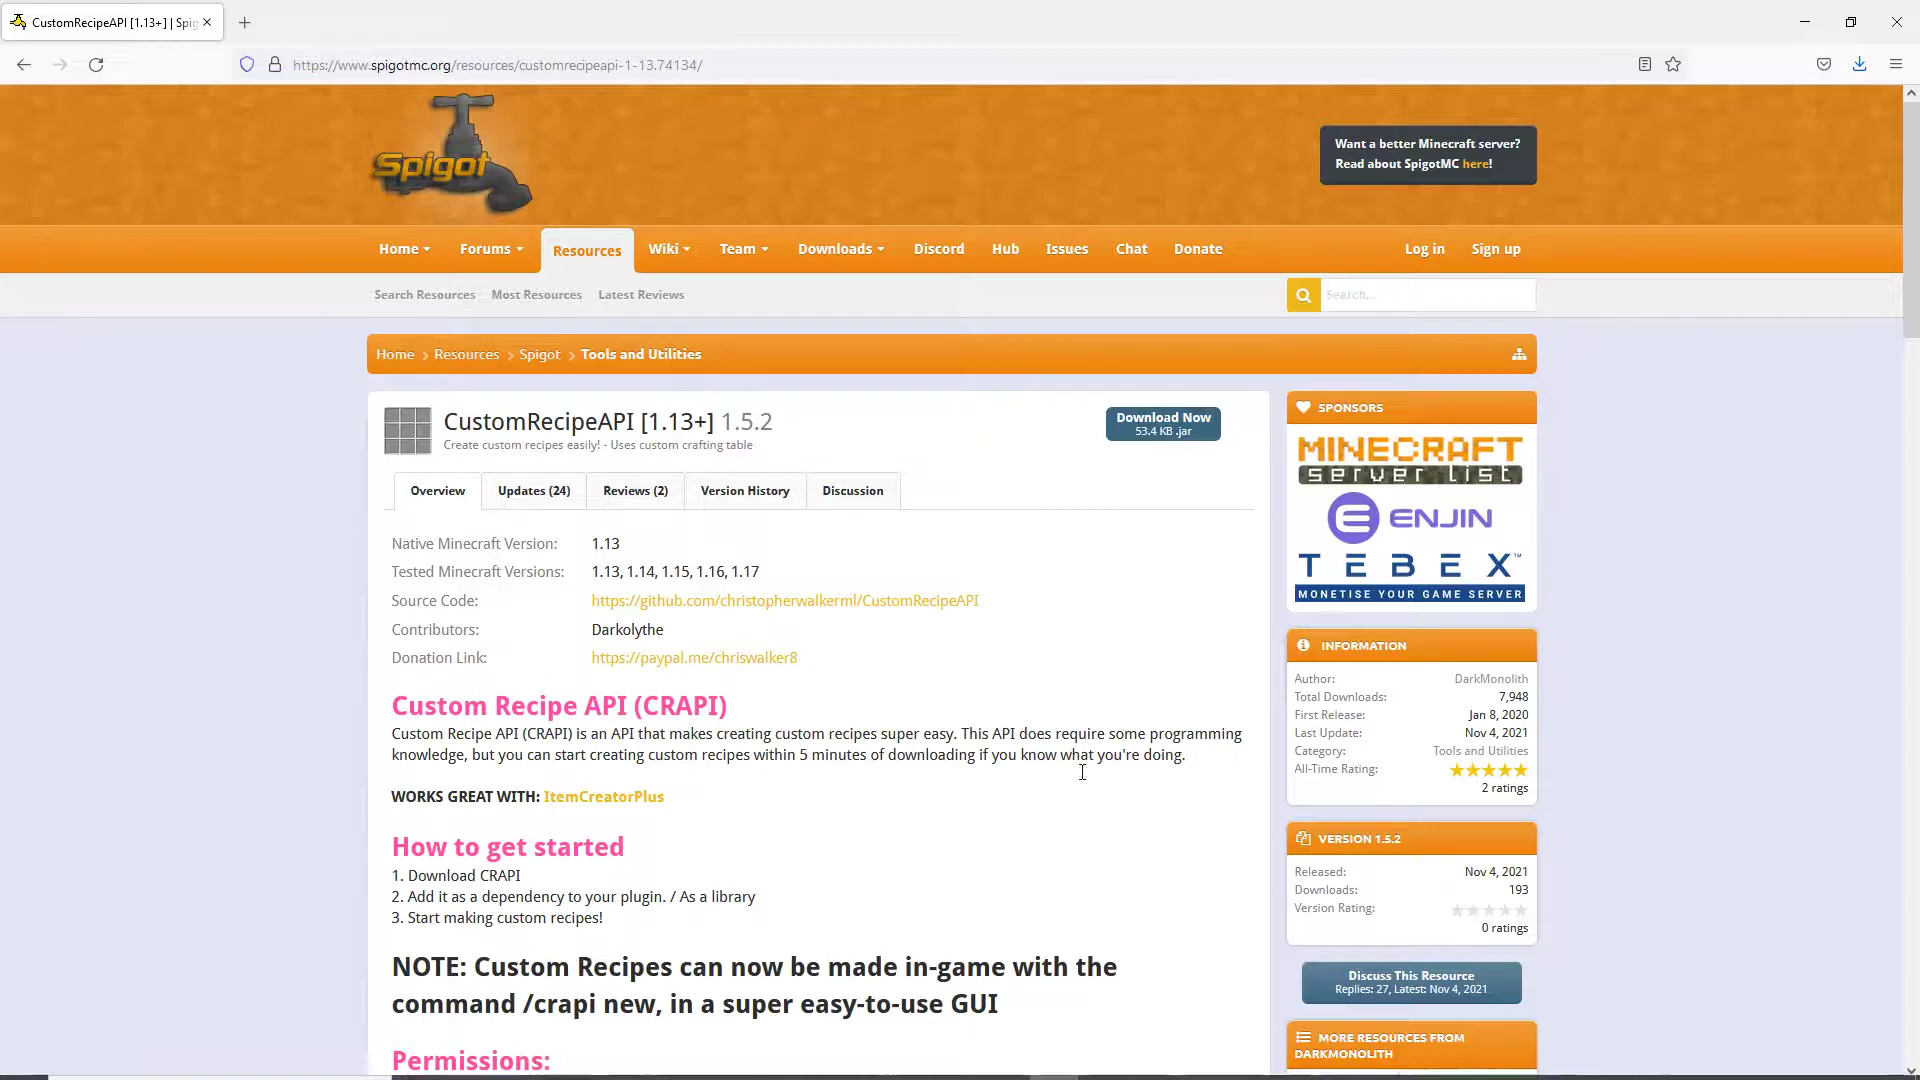 CustomRecipeAPI [1.13+] | Spig
https://www.spigotmc.org/resources/customrecipeapi-1-13.74134/
Spigot
Want a better Minecraft server?
Read about SpigotMC here!
Home Forums Resources Wiki Team Downloads Discord Hub Issues Chat Donate Log in Sign up
Search Resources Most Resources Latest Reviews
Search...
Home Resources Spigot Tools and Utilities
CustomRecipeAPI [1.13+] 1.5.2
Create custom recipes easily! - Uses custom crafting table
Download Now
53.4 KB .jar
Overview Updates (24) Reviews (2) Version History Discussion
Native Minecraft Version: 1.13
Tested Minecraft Versions: 1.13, 1.14, 1.15, 1.16, 1.17
Source Code: https://github.com/christopherwalkerml/CustomRecipeAPI
Contributors: Darkolythe
Donation Link: https://paypal.me/chriswalker8
Custom Recipe API (CRAPI)
Custom Recipe API (CRAPI) is an API that makes creating custom recipes super easy. This API does require some programming
knowledge, but you can start creating custom recipes within 5 minutes of downloading if you know what you're doing.
WORKS GREAT WITH: ItemCreatorPlus
How to get started
1. Download CRAPI
2. Add it as a dependency to your plugin. / As a library
3. Start making custom recipes!
NOTE: Custom Recipes can now be made in-game with the
command /crapi new, in a super easy-to-use GUI
Permissions:
SPONSORS
MINECRAFT
server list
ENJIN
TEBEX™
MONETISE YOUR GAME SERVER
INFORMATION
Author: DarkMonolith
Total Downloads: 7,948
First Release: Jan 8, 2020
Last Update: Nov 4, 2021
Category: Tools and Utilities
All-Time Rating:
2 ratings
VERSION 1.5.2
Released: Nov 4, 2021
Downloads: 193
Version Rating:
0 ratings
Discuss This Resource
Replies: 27, Latest: Nov 4, 2021
MORE RESOURCES FROM
DARKMONOLITH